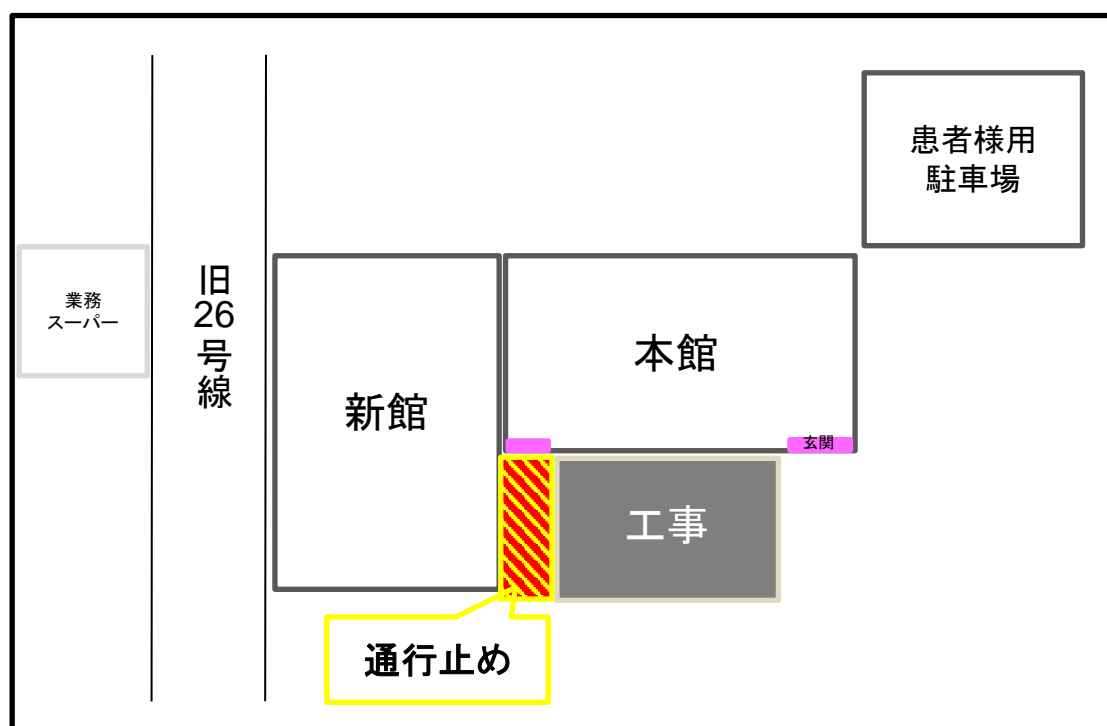 患者様用
駐車場
業務
スーパー
旧
26
号
線
新館
本館
玄関
工事
通行止め